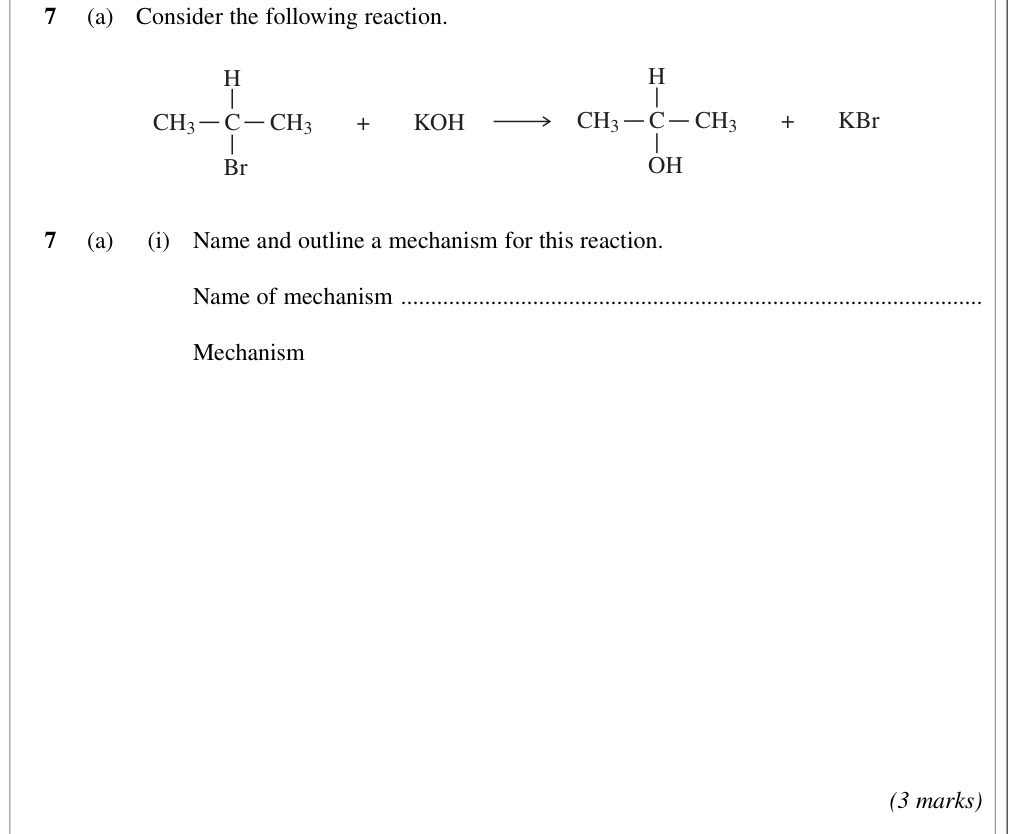 7 (a) Consider the following reaction.
H H
CH₃—C—CH₃ + KOH ⟶ CH₃—C—CH₃ + KBr
Br OH
7 (a) (i) Name and outline a mechanism for this reaction.
Name of mechanism .................................................................................................
Mechanism
(3 marks)